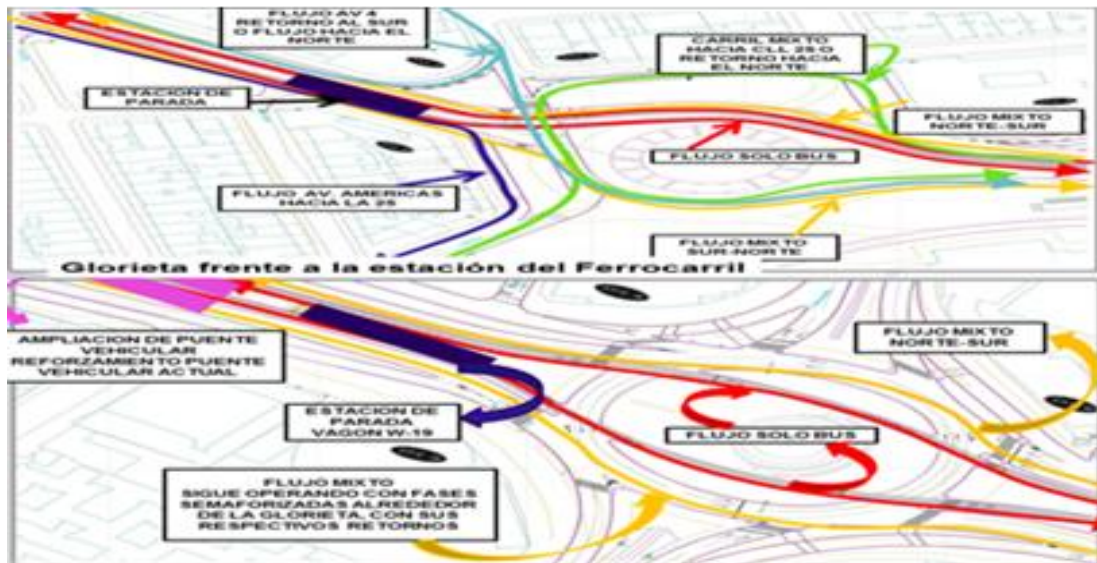 FLUJO AV 4
RETORNO AL SUR
O FLUJO HACIA EL
NORTE
CARRIL MIXTO
HACIA CLL 25 O
RETORNO HACIA
EL NORTE
ESTACION DE
PARADA
FLUJO MIXTO
NORTE-SUR
FLUJO SOLO BUS
FLUJO AV. AMERICAS
HACIA LA 25
FLUJO MIXTO
SUR-NORTE
Glorieta frente a la estación del Ferrocarril
AMPLIACION DE PUENTE
VEHICULAR
REFORZAMIENTO PUENTE
VEHICULAR ACTUAL
FLUJO MIXTO
NORTE-SUR
ESTACION DE
PARADA
VAGON W-19
FLUJO SOLO BUS
FLUJO MIXTO
SIGUE OPERANDO CON FASES
SEMAFORIZADAS ALREDEDOR
DE LA GLORIETA, CON SUS
RESPECTIVOS RETORNOS